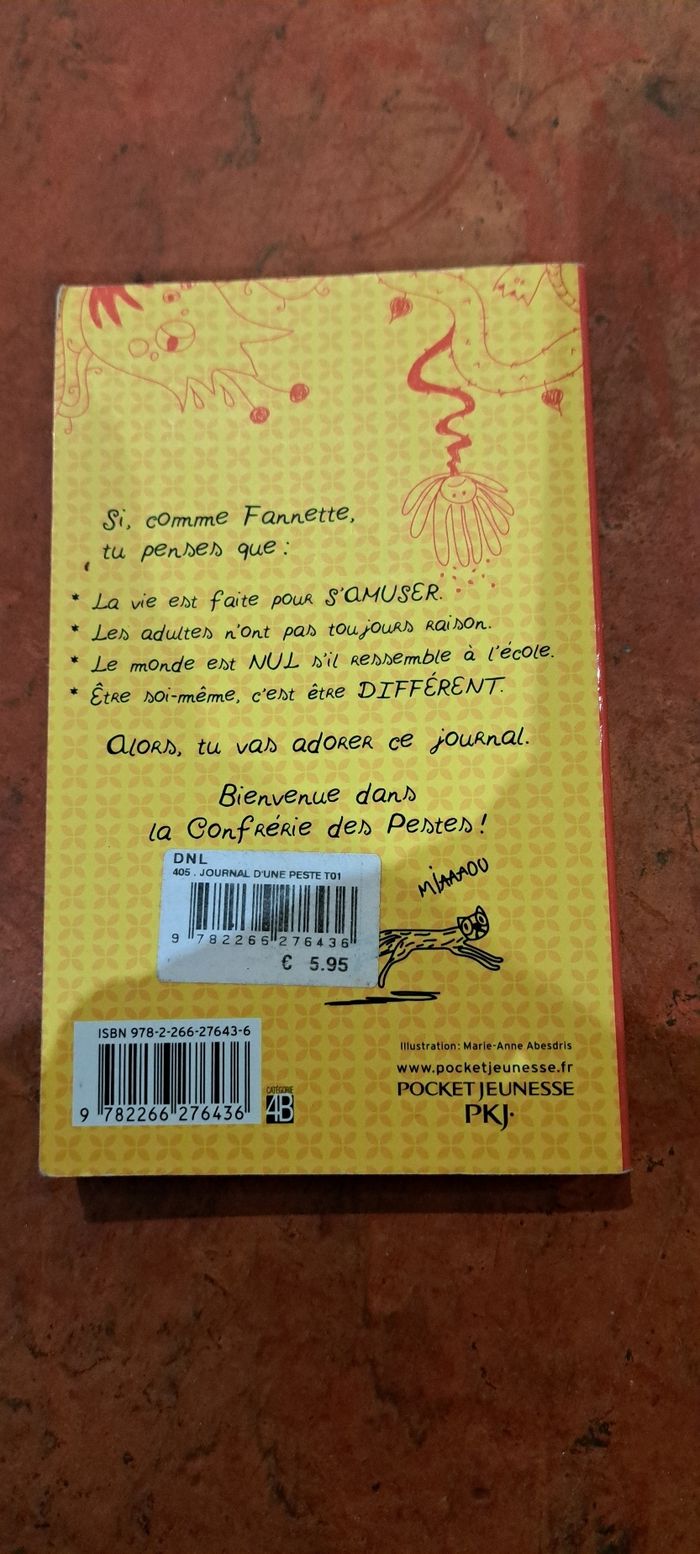 Si, comme Fannette,
tu penses que :
* La vie est faite pour S'AMUSER.
* Les adultes n'ont pas toujours raison.
* Le monde est NUL s'il ressemble à l'école.
* Être soi-même, c'est être DIFFÉRENT.
Alors, tu vas adorer ce journal.
Bienvenue dans
la Confrérie des Pestes !
DNL
405 . JOURNAL D'UNE PESTE T01
9 782266 276436
€ 5.95
MIAAAOU
ISBN 978-2-266-27643-6
9 782266 276436
CATÉGORIE
4B
Illustration : Marie-Anne Abesdris
www.pocketjeunesse.fr
POCKET JEUNESSE
PKJ·